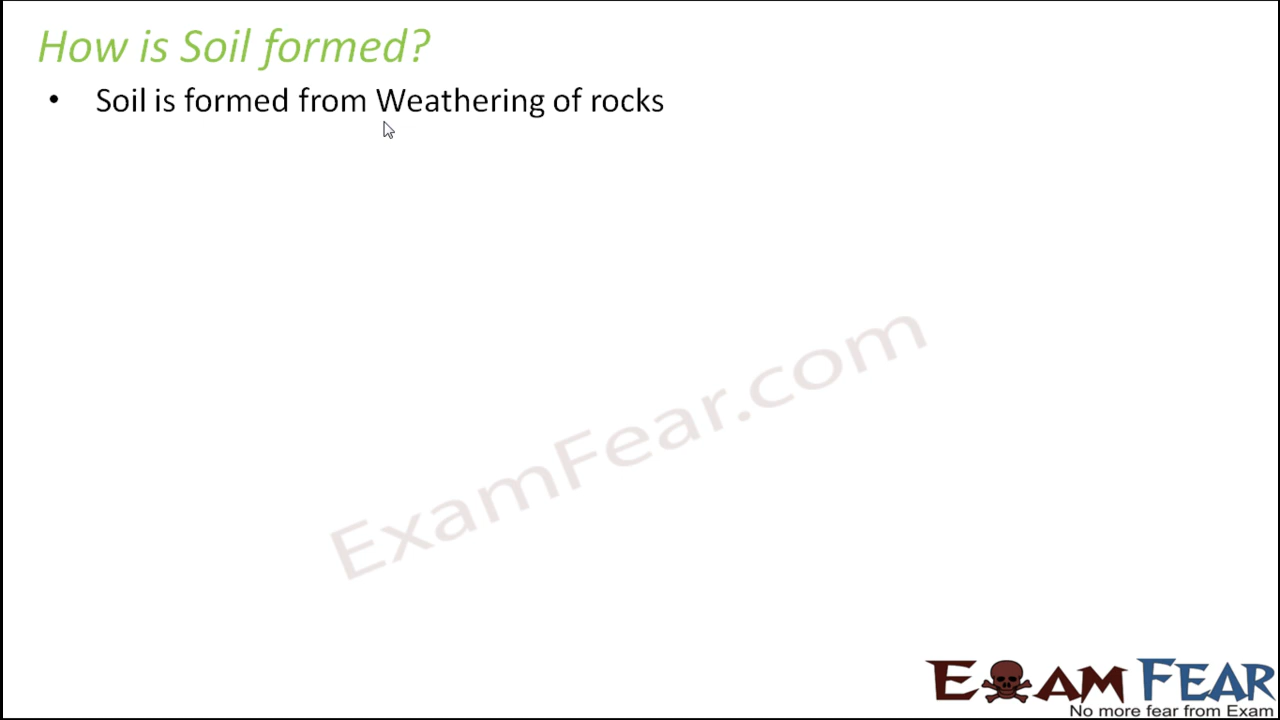 How is Soil formed?
• Soil is formed from Weathering of rocks
ExamFear.com
EXAM FEAR
No more fear from Exam